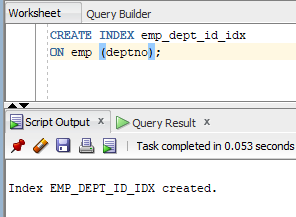 Worksheet Query Builder
CREATE INDEX emp_dept_id_idx
ON emp (deptno);
Script Output x Query Result x
Task completed in 0.053 seconds
Index EMP_DEPT_ID_IDX created.